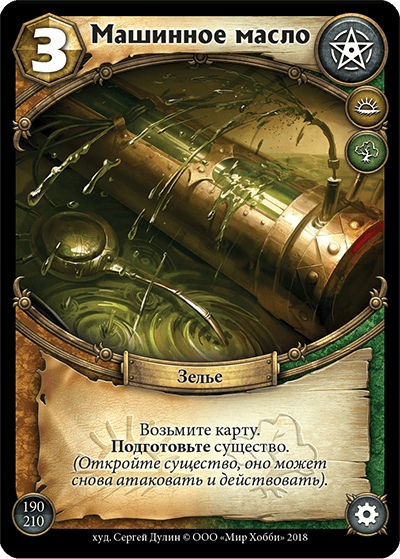 3
Машинное масло
Зелье
Возьмите карту.
Подготовьте существо.
(Откройте существо, оно может
снова атаковать и действовать).
190
210
худ. Сергей Дулин © ООО «Мир Хобби» 2018